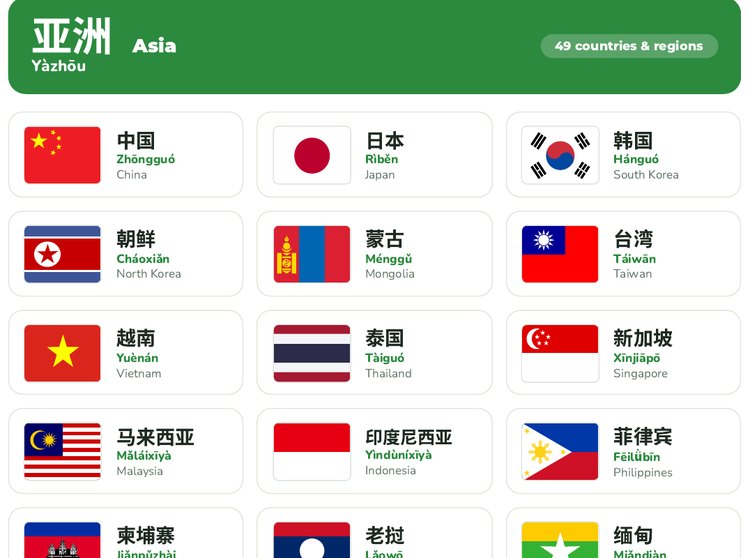 亚洲
Yàzhōu
Asia
49 countries & regions
中国
Zhōngguó
China
日本
Rìběn
Japan
韩国
Hánguó
South Korea
朝鲜
Cháoxiǎn
North Korea
蒙古
Ménggǔ
Mongolia
台湾
Táiwān
Taiwan
越南
Yuènán
Vietnam
泰国
Tàiguó
Thailand
新加坡
Xīnjiāpō
Singapore
马来西亚
Mǎláixīyà
Malaysia
印度尼西亚
Yìndùníxīyà
Indonesia
菲律宾
Fēilǜbīn
Philippines
柬埔寨
Jiǎnpǔzhài
老挝
Lǎowō
缅甸
Miǎndiàn